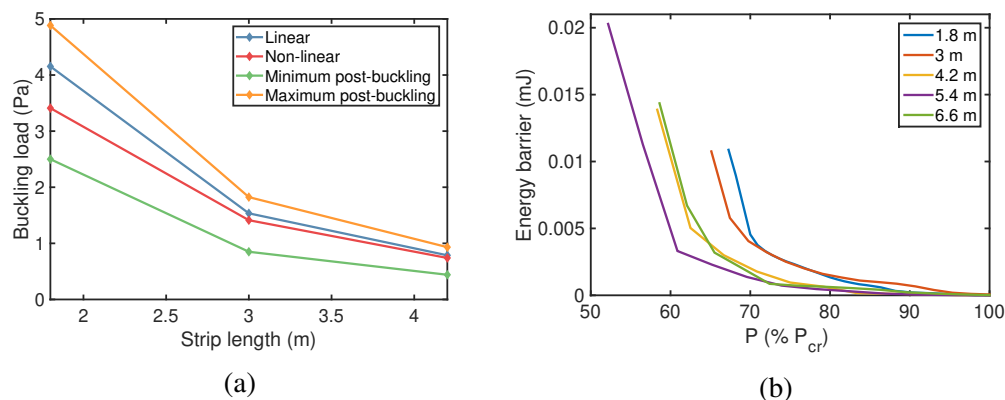 Buckling load (Pa)
5
4
3
2
1
0
Linear
Non-linear
Minimum post-buckling
Maximum post-buckling
2
2.5
3
3.5
4
Strip length (m)
(a)
Energy barrier (mJ)
0.02
0.015
0.01
0.005
0
1.8 m
3 m
4.2 m
5.4 m
6.6 m
50
60
70
80
90
100
P (% P_cr)
(b)